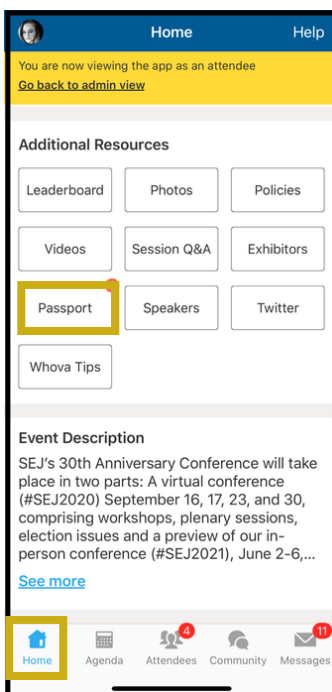 Home
Help
You are now viewing the app as an attendee
Go back to admin view
Additional Resources
Leaderboard
Photos
Policies
Videos
Session Q&A
Exhibitors
Passport
Speakers
Twitter
Whova Tips
Event Description
SEJ's 30th Anniversary Conference will take
place in two parts: A virtual conference
(#SEJ2020) September 16, 17, 23, and 30,
comprising workshops, plenary sessions,
election issues and a preview of our in-
person conference (#SEJ2021), June 2-6,...
See more
4
11
Home
Agenda
Attendees
Community
Messages